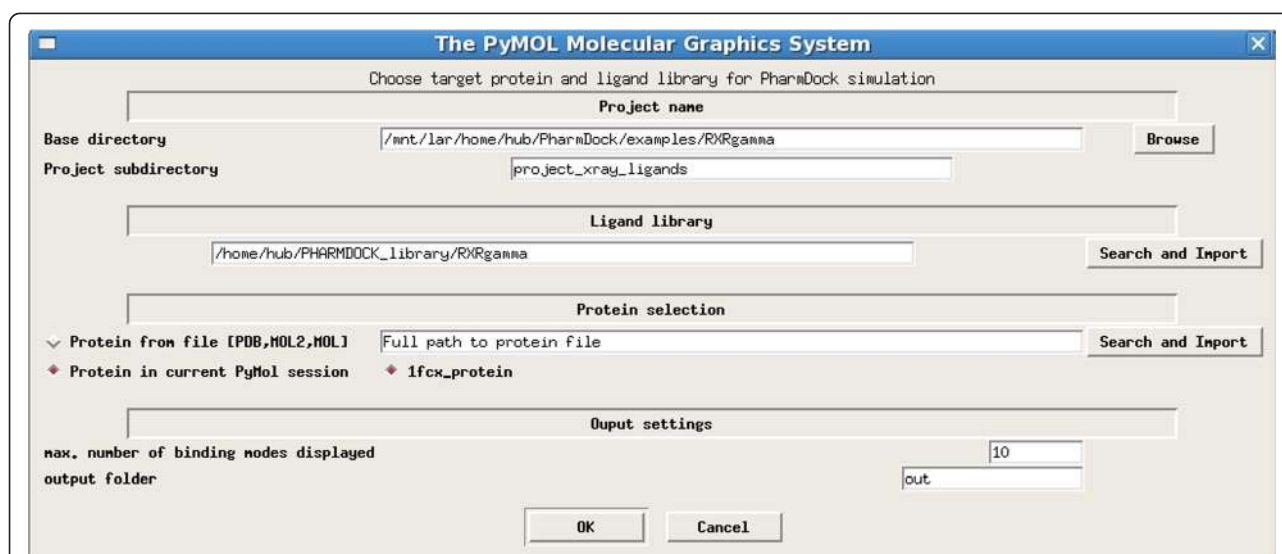 The PyMOL Molecular Graphics System
Choose target protein and ligand library for PharmDock simulation
Project name
Base directory /mnt/lar/home/hub/PharmDock/examples/RXRgamma Browse
Project subdirectory project_xray_ligands
Ligand library
/home/hub/PHARMDOCK_library/RXRgamma Search and Import
Protein selection
Protein from file [PDB,MOL2,MOL] Full path to protein file Search and Import
Protein in current PyMol session 1fcx_protein
Ouput settings
max. number of binding modes displayed 10
output folder out
OK Cancel